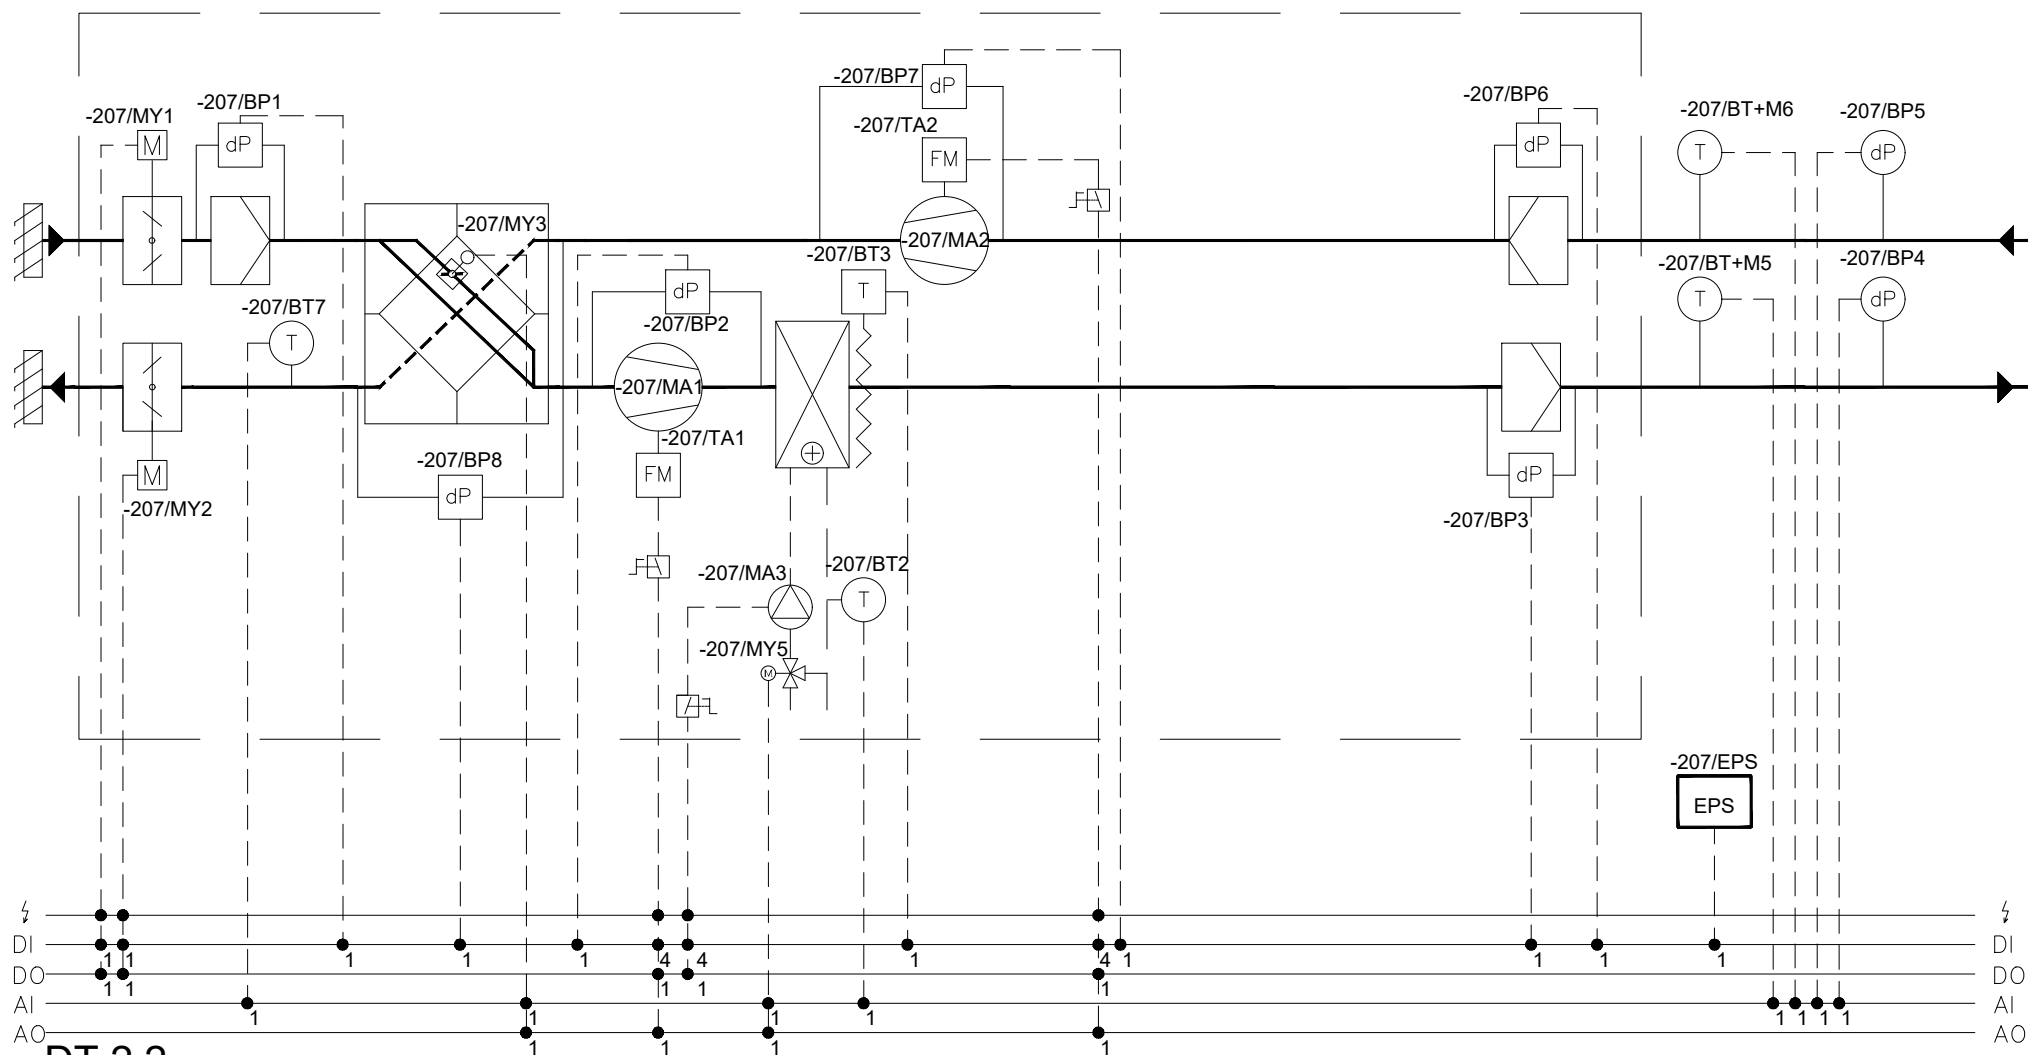 -207/BP7
dP
-207/BP1
-207/BP6
-207/BT+M6
-207/BP5
-207/MY1
-207/TA2
M
dP
FM
dP
T
dP
-207/MY3
-207/MA2
-207/BT3
-207/BT+M5
-207/BP4
dP
T
T
dP
-207/BT7
-207/BP2
T
-207/MA1
-207/TA1
-207/BP8
M
dP
FM
dP
-207/MY2
-207/BP3
-207/MA3
-207/BT2
T
-207/MY5
M
-207/EPS
EPS
DI DI
1 1 1 1 1 4 4 1 4 1 1 1 1
DO DO
1 1 1 1 1
AI AI
1 1 1 1 1 1 1 1
AO AO
1 1 1 1